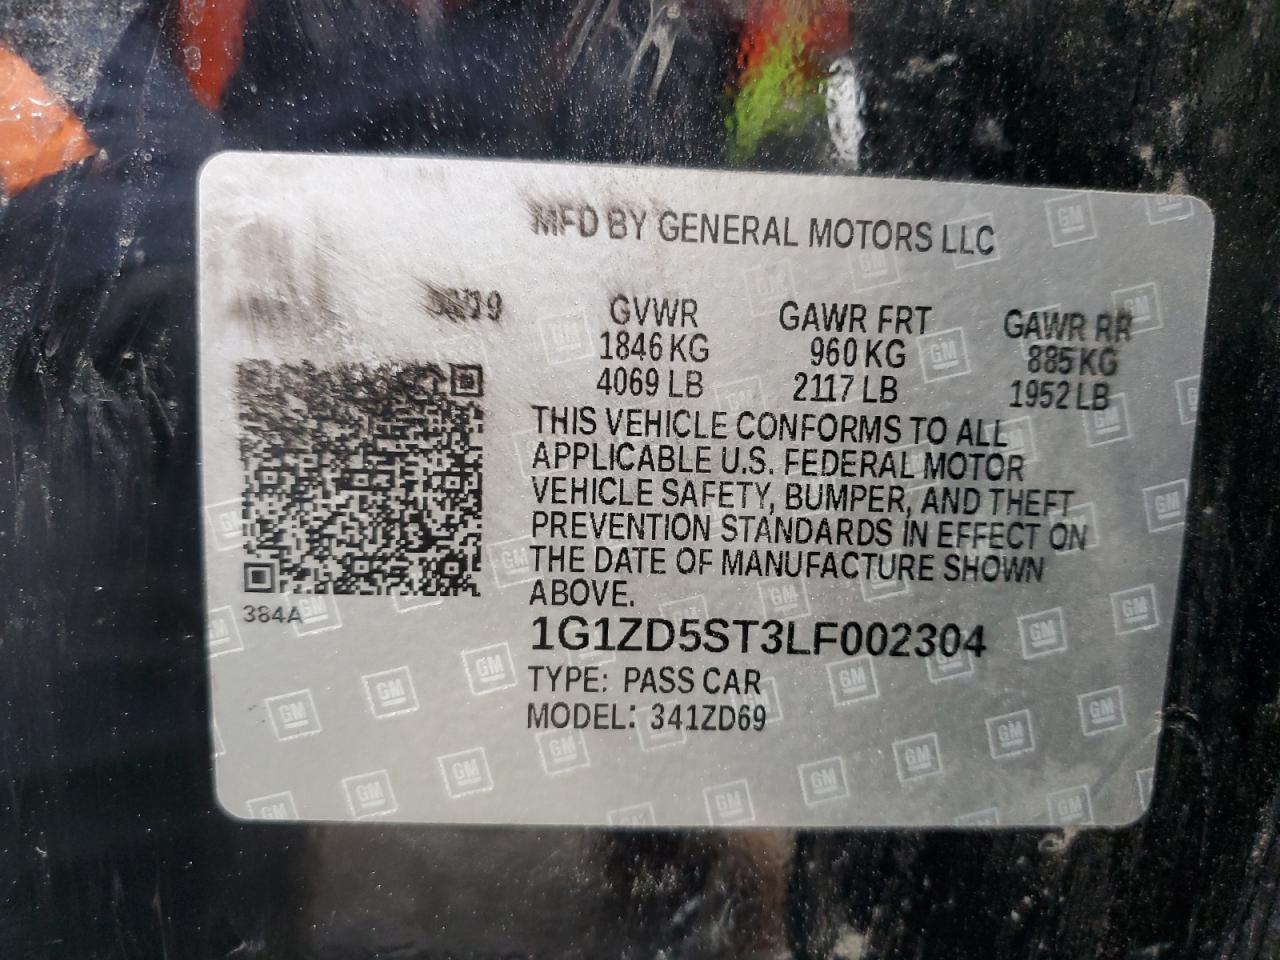 MFD BY GENERAL MOTORS LLC
GVWR GAWR FRT GAWR RR
1846 KG 960 KG 885 KG
4069 LB 2117 LB 1952 LB
THIS VEHICLE CONFORMS TO ALL
APPLICABLE U.S. FEDERAL MOTOR
VEHICLE SAFETY, BUMPER, AND THEFT
PREVENTION STANDARDS IN EFFECT ON
THE DATE OF MANUFACTURE SHOWN
ABOVE.
384A
1G1ZD5ST3LF002304
TYPE: PASS CAR
MODEL: 341ZD69